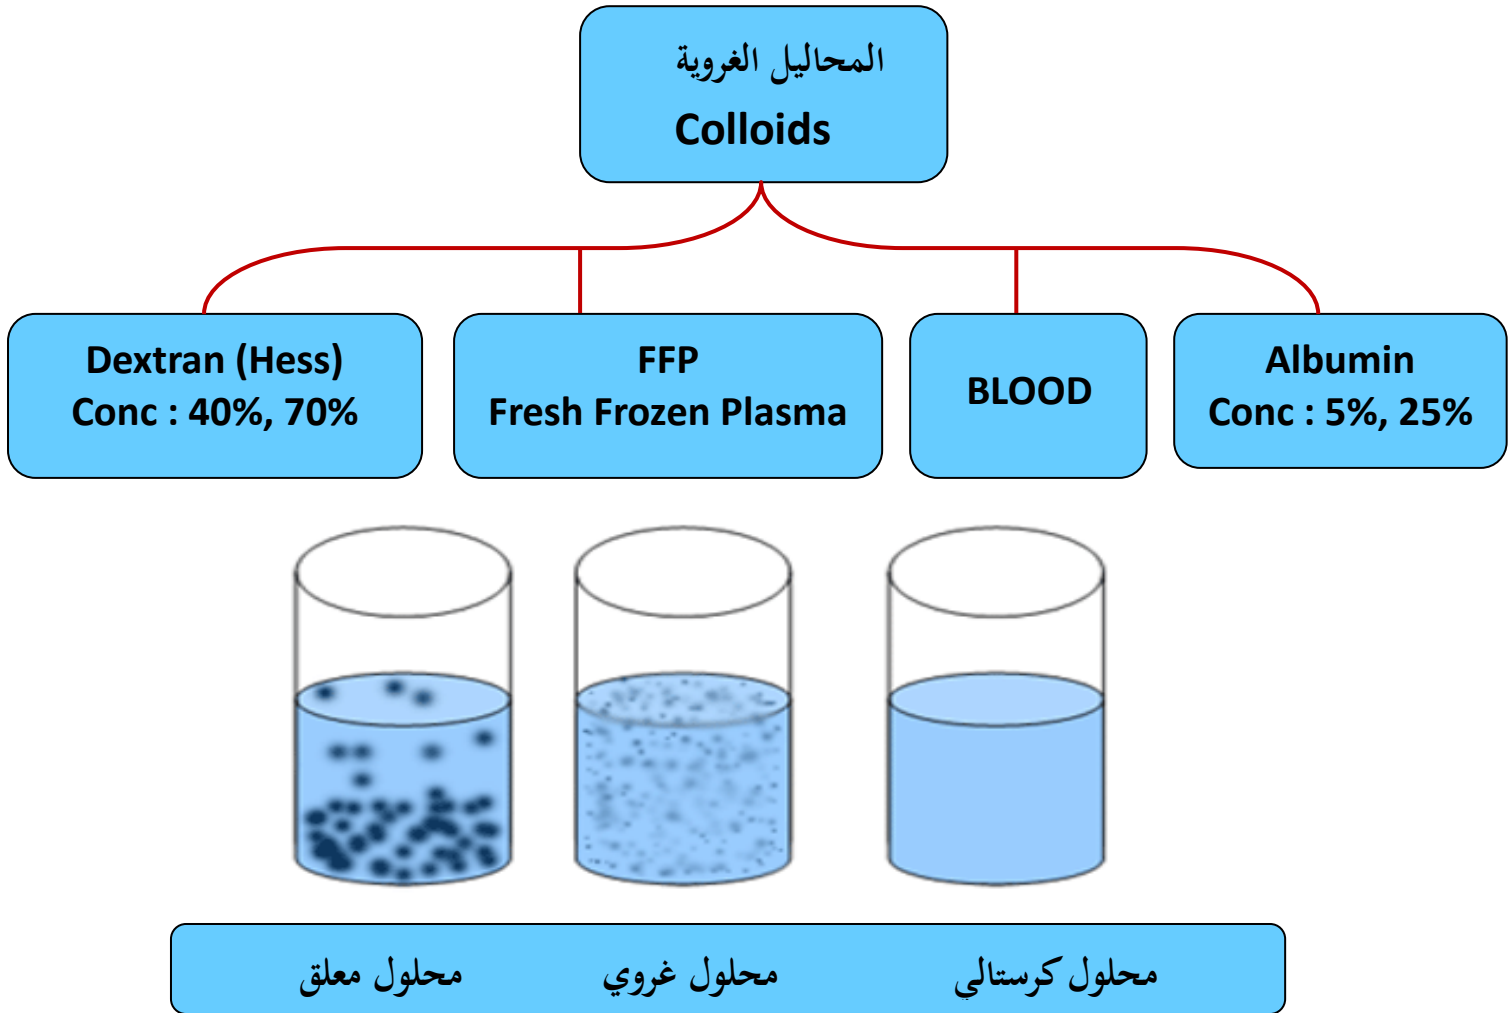 المحاليل الغروية
Colloids
Dextran (Hess)
Conc : 40%, 70%
FFP
Fresh Frozen Plasma
BLOOD
Albumin
Conc : 5%, 25%
محلول معلق
محلول غروي
محلول كرستالي